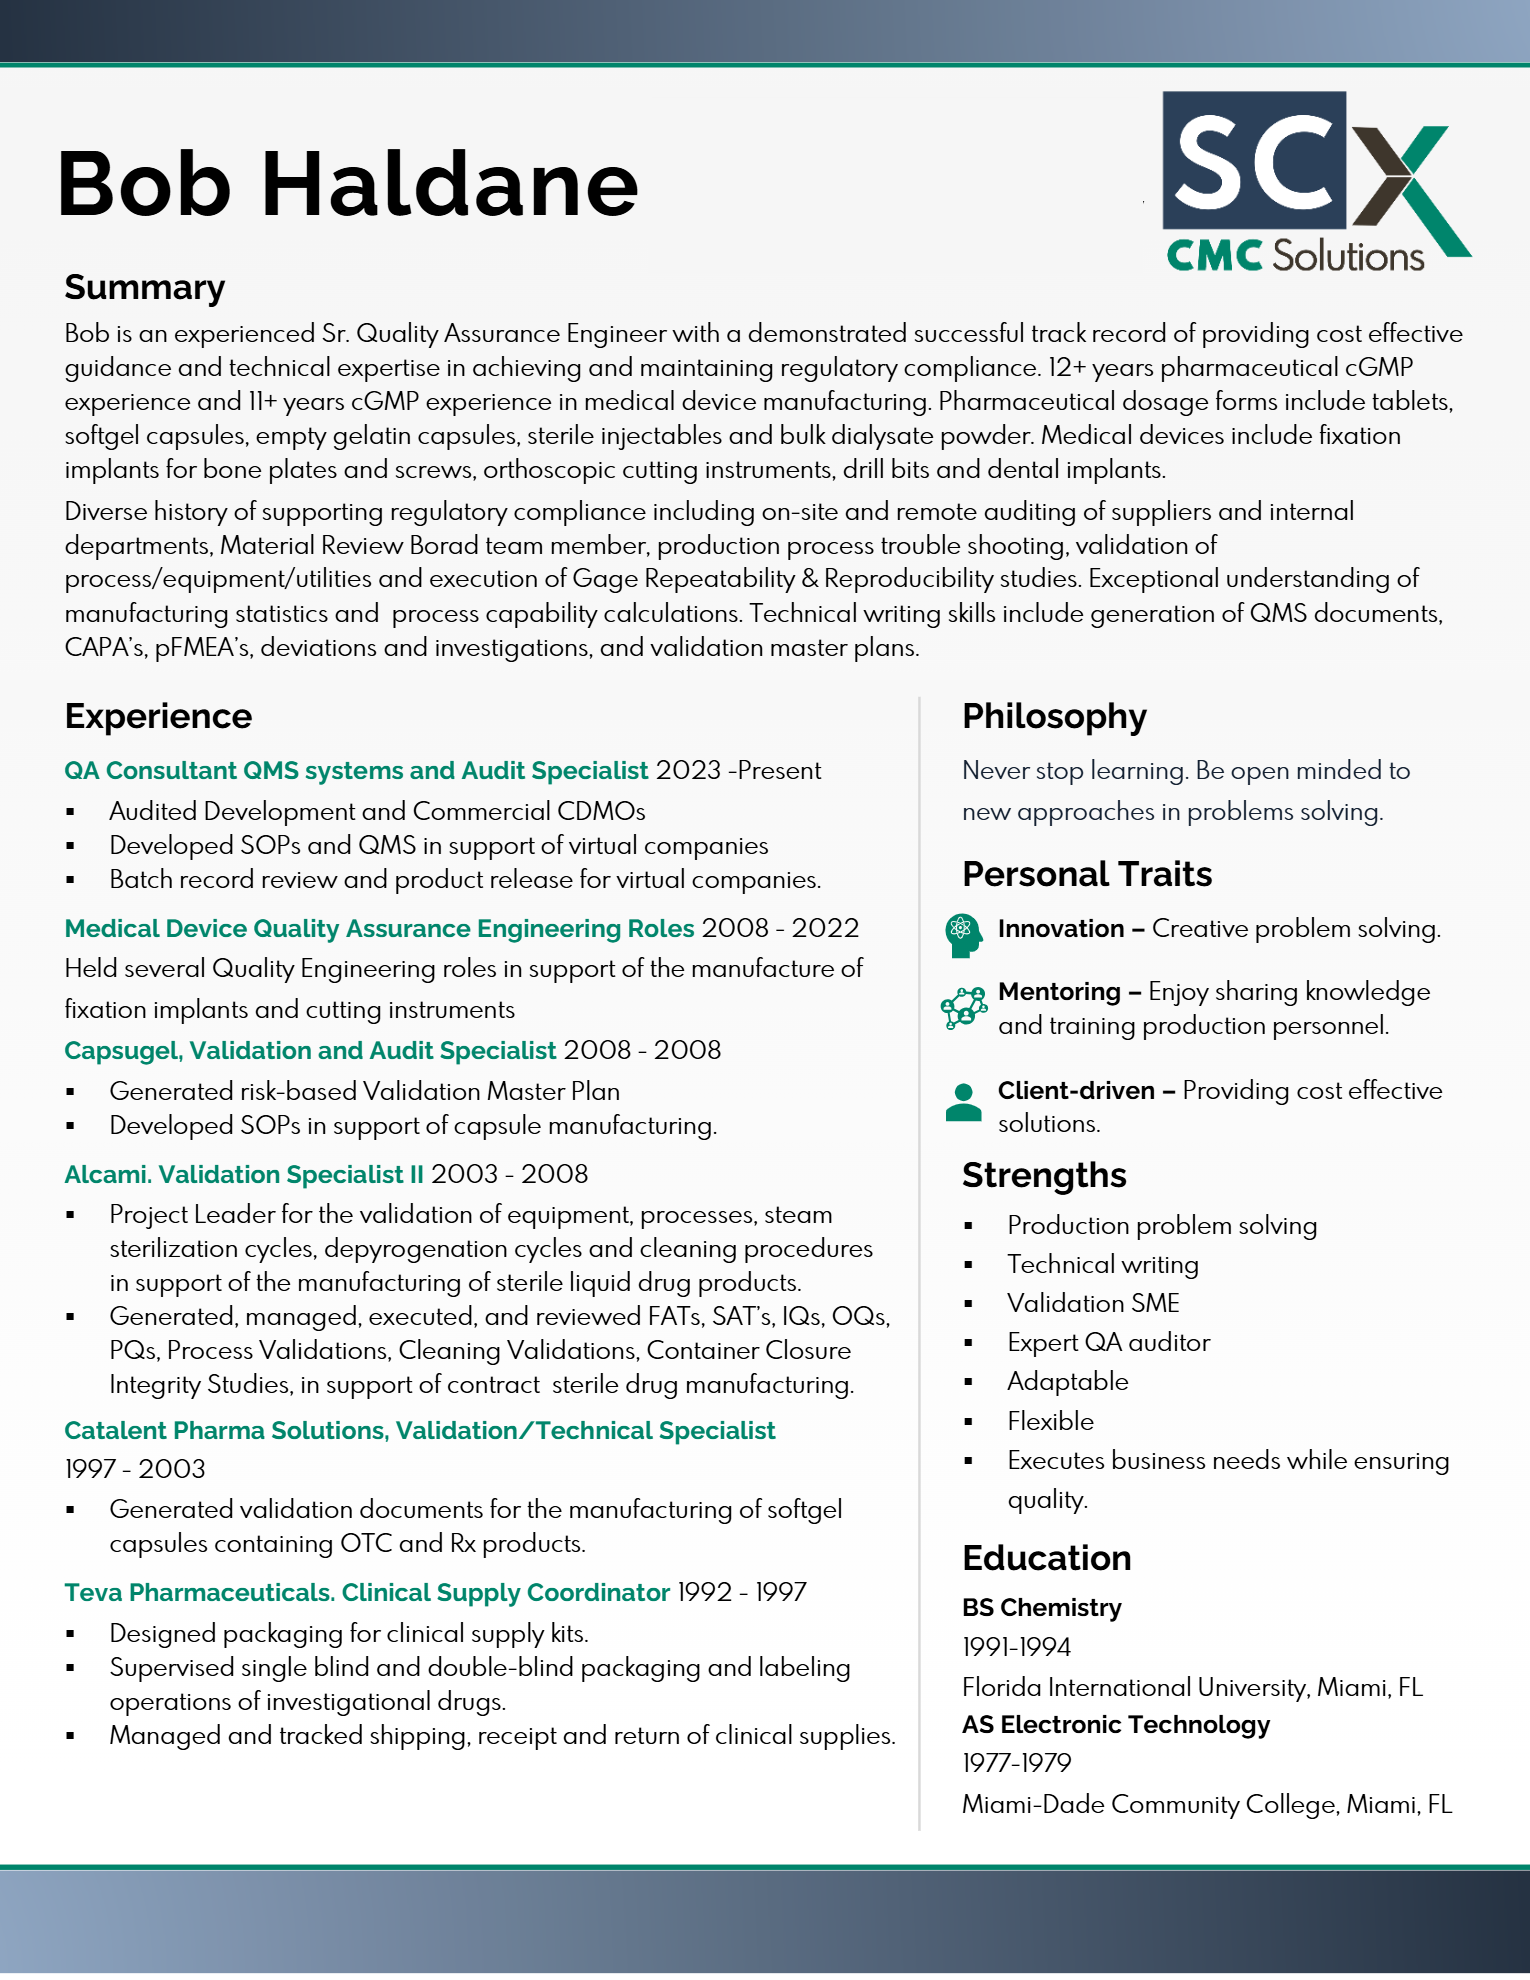 Bob Haldane
SCX
CMC Solutions
Summary
Bob is an experienced Sr. Quality Assurance Engineer with a demonstrated successful track record of providing cost effective
guidance and technical expertise in achieving and maintaining regulatory compliance. 12+ years pharmaceutical cGMP
experience and 11+ years cGMP experience in medical device manufacturing. Pharmaceutical dosage forms include tablets,
softgel capsules, empty gelatin capsules, sterile injectables and bulk dialysate powder. Medical devices include fixation
implants for bone plates and screws, orthoscopic cutting instruments, drill bits and dental implants.
Diverse history of supporting regulatory compliance including on-site and remote auditing of suppliers and internal
departments, Material Review Borad team member, production process trouble shooting, validation of
process/equipment/utilities and execution of Gage Repeatability & Reproducibility studies. Exceptional understanding of
manufacturing statistics and  process capability calculations. Technical writing skills include generation of QMS documents,
CAPA's, pFMEA's, deviations and investigations, and validation master plans.
Experience
QA Consultant QMS systems and Audit Specialist 2023 -Present
▪ Audited Development and Commercial CDMOs
▪ Developed SOPs and QMS in support of virtual companies
▪ Batch record review and product release for virtual companies.
Medical Device Quality Assurance Engineering Roles 2008 - 2022
Held several Quality Engineering roles in support of the manufacture of
fixation implants and cutting instruments
Capsugel, Validation and Audit Specialist 2008 - 2008
▪ Generated risk-based Validation Master Plan
▪ Developed SOPs in support of capsule manufacturing.
Alcami. Validation Specialist II 2003 - 2008
▪ Project Leader for the validation of equipment, processes, steam
sterilization cycles, depyrogenation cycles and cleaning procedures
in support of the manufacturing of sterile liquid drug products.
▪ Generated, managed, executed, and reviewed FATs, SAT's, IQs, OQs,
PQs, Process Validations, Cleaning Validations, Container Closure
Integrity Studies, in support of contract  sterile drug manufacturing.
Catalent Pharma Solutions, Validation/Technical Specialist
1997 - 2003
▪ Generated validation documents for the manufacturing of softgel
capsules containing OTC and Rx products.
Teva Pharmaceuticals. Clinical Supply Coordinator 1992 - 1997
▪ Designed packaging for clinical supply kits.
▪ Supervised single blind and double-blind packaging and labeling
operations of investigational drugs.
▪ Managed and tracked shipping, receipt and return of clinical supplies.
Philosophy
Never stop learning. Be open minded to
new approaches in problems solving.
Personal Traits
Innovation – Creative problem solving.
Mentoring – Enjoy sharing knowledge
and training production personnel.
Client-driven – Providing cost effective
solutions.
Strengths
▪ Production problem solving
▪ Technical writing
▪ Validation SME
▪ Expert QA auditor
▪ Adaptable
▪ Flexible
▪ Executes business needs while ensuring
quality.
Education
BS Chemistry
1991-1994
Florida International University, Miami, FL
AS Electronic Technology
1977-1979
Miami-Dade Community College, Miami, FL